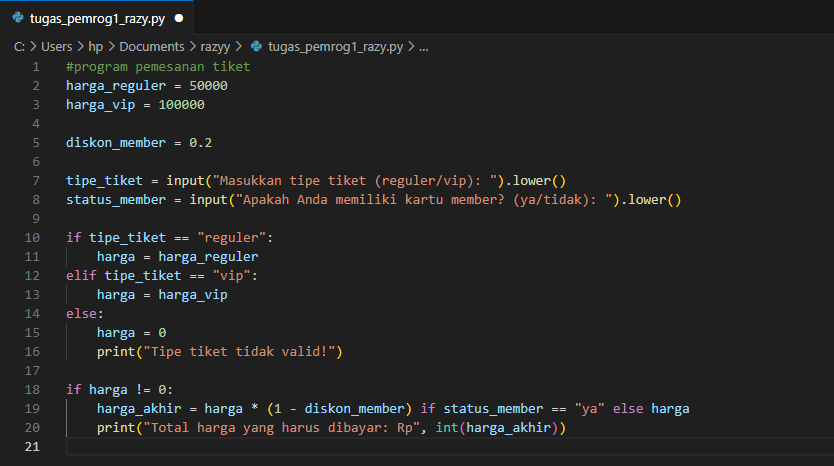 tugas_pemrog1_razy.py ●
C: > Users > hp > Documents > razyy > tugas_pemrog1_razy.py > ...
1 #program pemesanan tiket
2 harga_reguler = 50000
3 harga_vip = 100000
4
5 diskon_member = 0.2
6
7 tipe_tiket = input("Masukkan tipe tiket (reguler/vip): ").lower()
8 status_member = input("Apakah Anda memiliki kartu member? (ya/tidak): ").lower()
9
10 if tipe_tiket == "reguler":
11     harga = harga_reguler
12 elif tipe_tiket == "vip":
13     harga = harga_vip
14 else:
15     harga = 0
16     print("Tipe tiket tidak valid!")
17
18 if harga != 0:
19     harga_akhir = harga * (1 - diskon_member) if status_member == "ya" else harga
20     print("Total harga yang harus dibayar: Rp", int(harga_akhir))
21